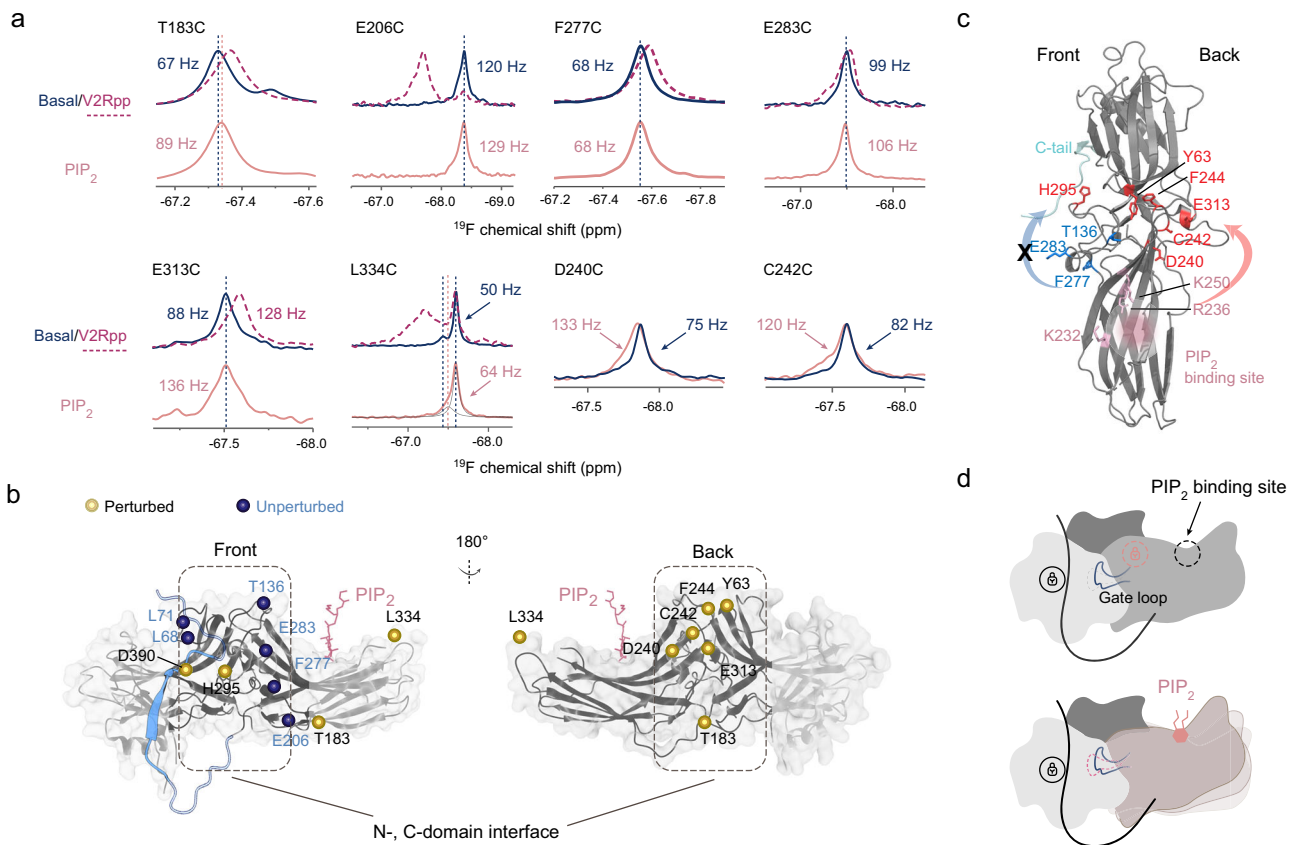 a
T183C
E206C
F277C
E283C
67 Hz
120 Hz
68 Hz
99 Hz
Basal/V2Rpp
89 Hz
129 Hz
68 Hz
106 Hz
PIP2
-67.2 -67.4 -67.6
-67.0 -68.0 -69.0
-67.2 -67.4 -67.6 -67.8
-67.0 -68.0
19F chemical shift (ppm)
E313C
L334C
D240C
C242C
88 Hz
128 Hz
50 Hz
133 Hz
75 Hz
120 Hz
82 Hz
Basal/V2Rpp
136 Hz
64 Hz
PIP2
-67.5 -68.0
-67.0 -68.0
-67.5 -68.0
-67.5 -68.0
19F chemical shift (ppm)
b
Perturbed
Unperturbed
Front
180°
Back
T136
PIP2
L71
E283
L334
L68
F277
D390
H295
E206
T183
PIP2
F244
Y63
L334
C242
D240
E313
T183
N-, C-domain interface
c
Front
Back
C-tail
Y63
F244
H295
E313
T136
C242
X
E283
D240
F277
K250
R236
K232
PIP2
binding site
d
PIP2 binding site
Gate loop
PIP2